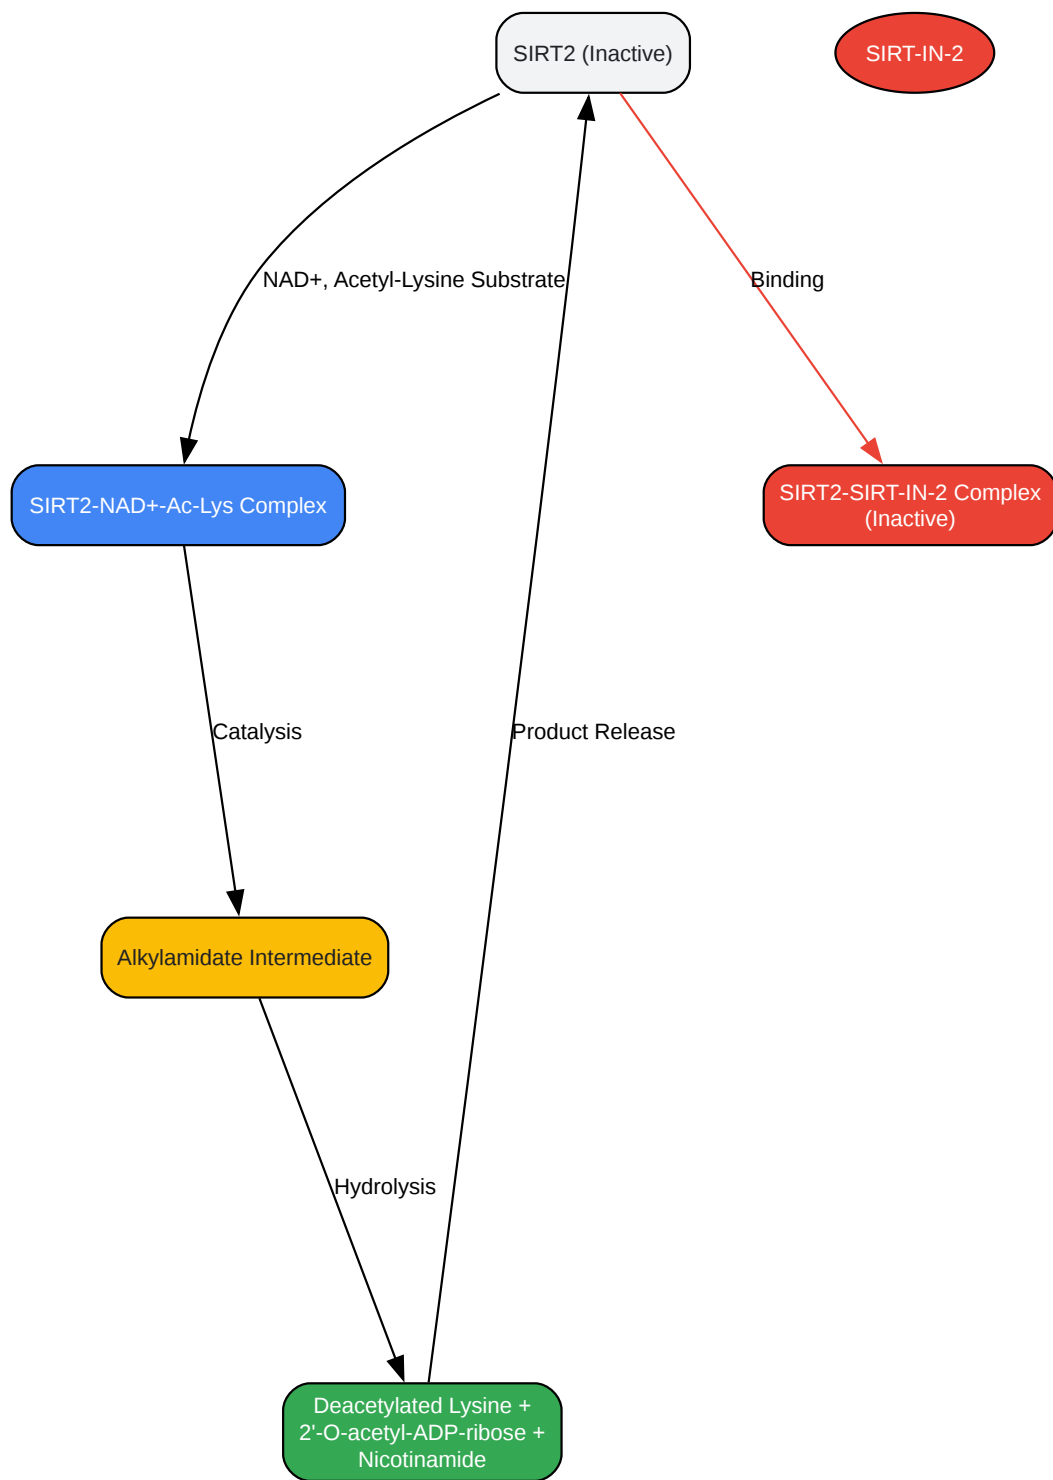 SIRT2 (Inactive)
SIRT-IN-2
NAD+, Acetyl-Lysine Substrate
Binding
SIRT2-NAD+-Ac-Lys Complex
SIRT2-SIRT-IN-2 Complex
(Inactive)
Catalysis
Product Release
Alkylamidate Intermediate
Hydrolysis
Deacetylated Lysine +
2'-O-acetyl-ADP-ribose +
Nicotinamide